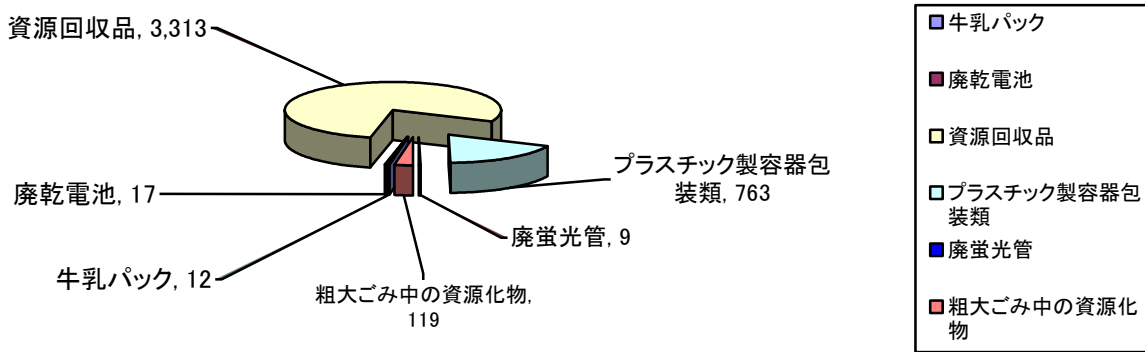 資源回収品, 3,313
廃乾電池, 17
牛乳パック, 12
粗大ごみ中の資源化物,
119
廃蛍光管, 9
プラスチック製容器包
装類, 763
牛乳パック
廃乾電池
資源回収品
プラスチック製容器包
装類
廃蛍光管
粗大ごみ中の資源化
物